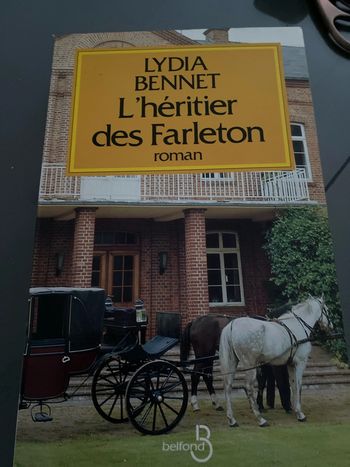 LYDIA
BENNET
L'héritier
des Farleton
roman
belfond